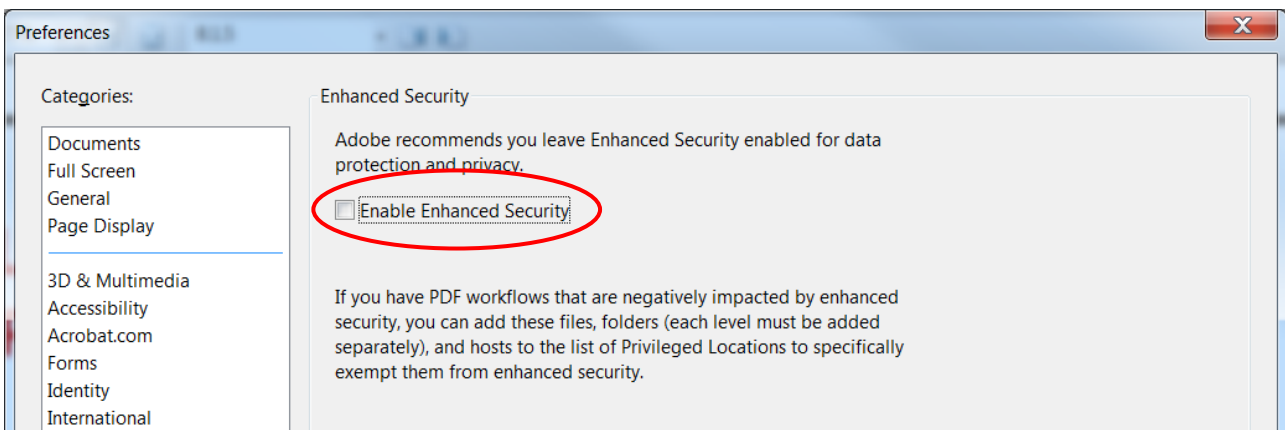 Preferences
X
Categories:
Documents
Full Screen
General
Page Display
3D & Multimedia
Accessibility
Acrobat.com
Forms
Identity
International
Enhanced Security
Adobe recommends you leave Enhanced Security enabled for data
protection and privacy.
Enable Enhanced Security
If you have PDF workflows that are negatively impacted by enhanced
security, you can add these files, folders (each level must be added
separately), and hosts to the list of Privileged Locations to specifically
exempt them from enhanced security.